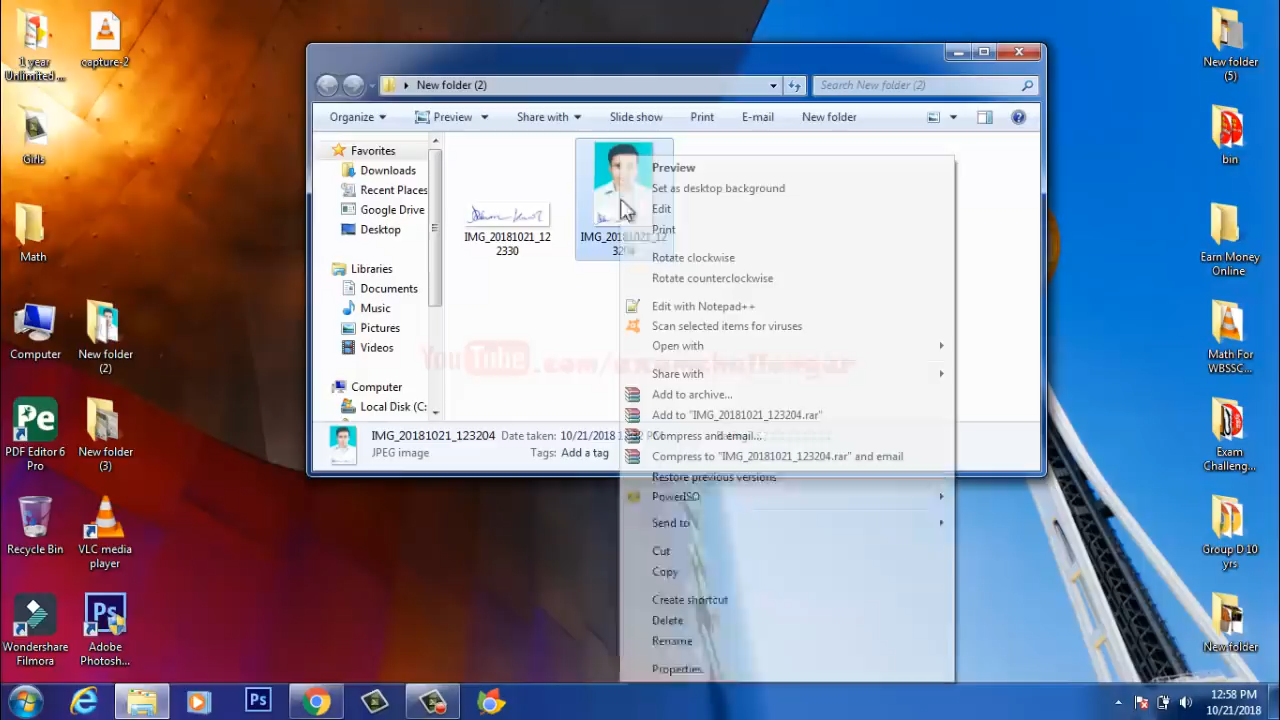 1 year
Unlimited ...
capture-2
Girls
Math
Computer
New folder
(2)
PDF Editor 6
Pro
New folder
(3)
Recycle Bin
VLC media
player
Wondershare
Filmora
Adobe
Photosh...
New folder (2)
Search New folder (2)
Organize
Preview
Share with
Slide show
Print
E-mail
New folder
Favorites
Downloads
Recent Places
Google Drive
Desktop
Libraries
Documents
Music
Pictures
Videos
Computer
Local Disk (C:
IMG_20181021_12
2330
IMG_20181021_12
Preview
Set as desktop background
Edit
Print
Rotate clockwise
Rotate counterclockwise
Edit with Notepad++
Scan selected items for viruses
Open with
Share with
Add to archive...
Add to "IMG_20181021_123204.rar"
Compress and email...
Compress to "IMG_20181021_123204.rar" and email
Restore previous versions
PowerISO
Send to
Cut
Copy
Create shortcut
Delete
Rename
Properties
YouTube.com/examchallengar
IMG_20181021_123204
JPEG image
Date taken: 10/21/2018
Tags: Add a tag
New folder
(5)
bin
Earn Money
Online
Math For
WBSSC...
Exam
Challeng...
Group D 10
yrs
New folder
Pe
Ps
Ps
12:58 PM
10/21/2018